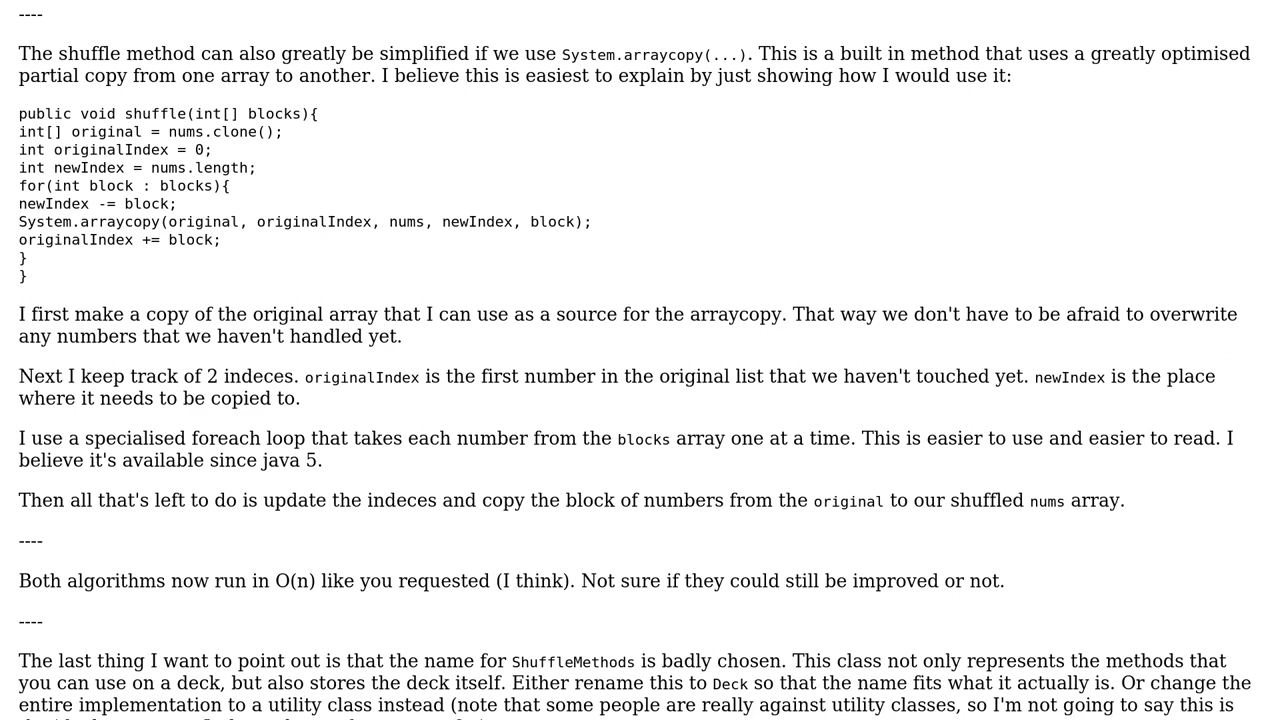 ----
The shuffle method can also greatly be simplified if we use System.arraycopy(...). This is a built in method that uses a greatly optimised
partial copy from one array to another. I believe this is easiest to explain by just showing how I would use it:
public void shuffle(int[] blocks){
int[] original = nums.clone();
int originalIndex = 0;
int newIndex = nums.length;
for(int block : blocks){
newIndex -= block;
System.arraycopy(original, originalIndex, nums, newIndex, block);
originalIndex += block;
}
}
I first make a copy of the original array that I can use as a source for the arraycopy. That way we don't have to be afraid to overwrite
any numbers that we haven't handled yet.
Next I keep track of 2 indeces. originalIndex is the first number in the original list that we haven't touched yet. newIndex is the place
where it needs to be copied to.
I use a specialised foreach loop that takes each number from the blocks array one at a time. This is easier to use and easier to read. I
believe it's available since java 5.
Then all that's left to do is update the indeces and copy the block of numbers from the original to our shuffled nums array.
----
Both algorithms now run in O(n) like you requested (I think). Not sure if they could still be improved or not.
----
The last thing I want to point out is that the name for ShuffleMethods is badly chosen. This class not only represents the methods that
you can use on a deck, but also stores the deck itself. Either rename this to Deck so that the name fits what it actually is. Or change the
entire implementation to a utility class instead (note that some people are really against utility classes, so I'm not going to say this is